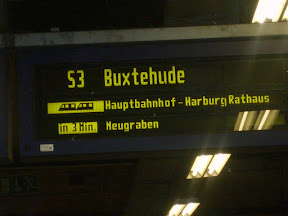 S3 Buxtehude
Hauptbahnhof-Harburg Rathaus
in 3 Min. Neugraben